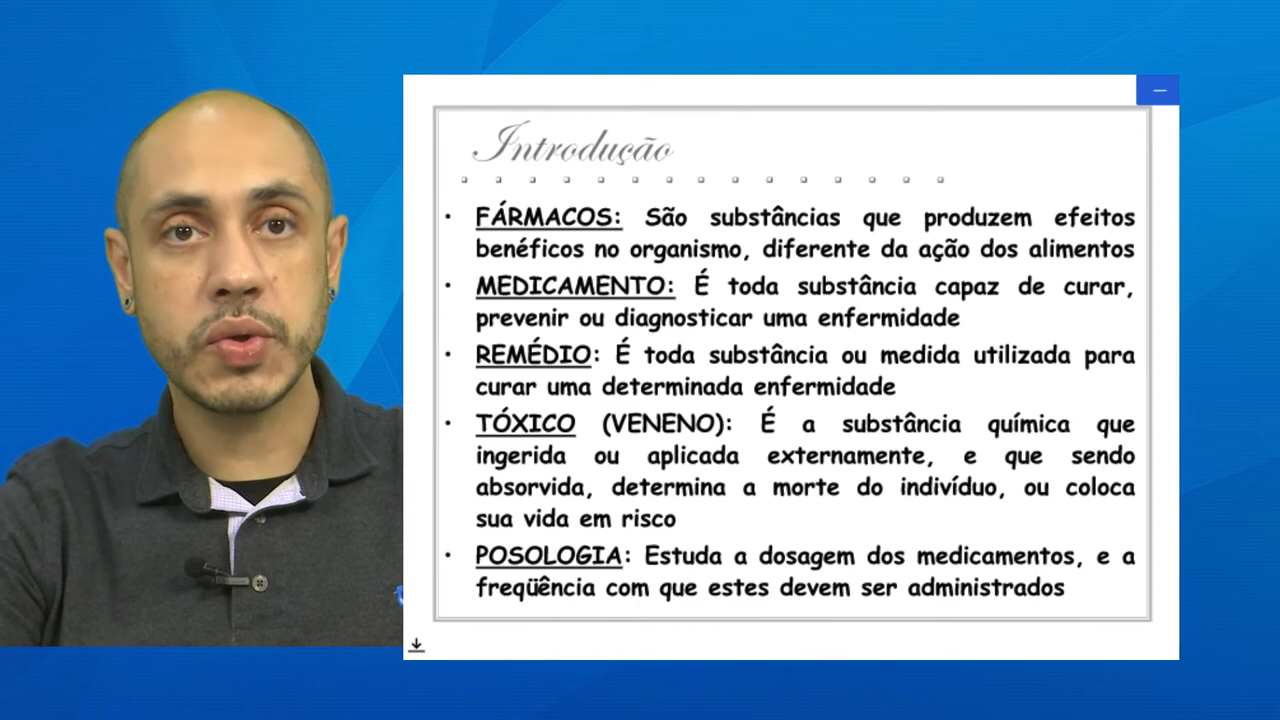 Introdução
• FÁRMACOS: São substâncias que produzem efeitos
benéficos no organismo, diferente da ação dos alimentos
• MEDICAMENTO: É toda substância capaz de curar,
prevenir ou diagnosticar uma enfermidade
• REMÉDIO: É toda substância ou medida utilizada para
curar uma determinada enfermidade
• TÓXICO (VENENO): É a substância química que
ingerida ou aplicada externamente, e que sendo
absorvida, determina a morte do indivíduo, ou coloca
sua vida em risco
• POSOLOGIA: Estuda a dosagem dos medicamentos, e a
freqüência com que estes devem ser administrados